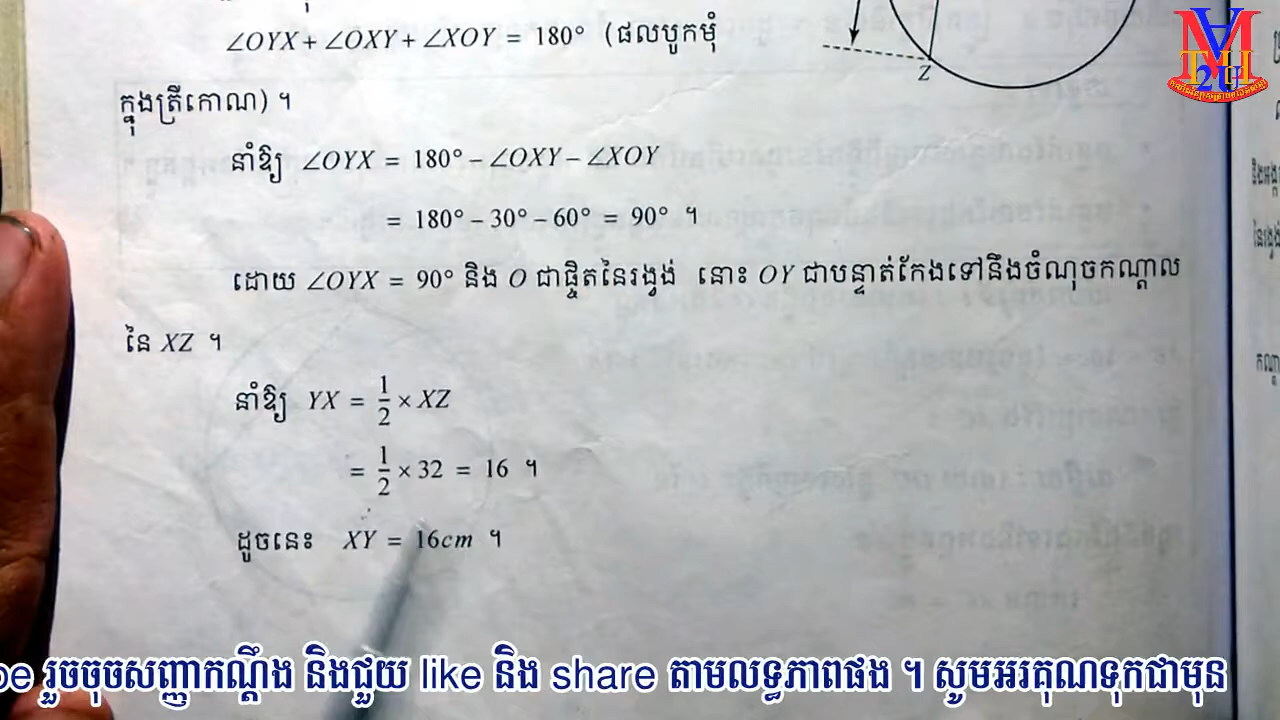 ∠OYX + ∠OXY + ∠XOY = 180° (ផលបូកមុំ
Z
ក្នុងត្រីកោណ) ។
នាំឱ្យ ∠OYX = 180° – ∠OXY – ∠XOY
= 180° – 30° – 60° = 90° ។
ដោយ ∠OYX = 90° និង O ជាផ្ចិតនៃរង្វង់ នោះ OY ជាបន្ទាត់កែងទៅនឹងចំណុចកណ្តាល
នៃ XZ ។
នាំឱ្យ YX = 1/2 × XZ
= 1/2 × 32 = 16 ។
ដូចនេះ XY = 16cm ។
រួចចុចសញ្ញាកណ្តឹង និងជួយ like និង share តាមលទ្ធភាពផង ។ សូមអរគុណទុកជាមុន